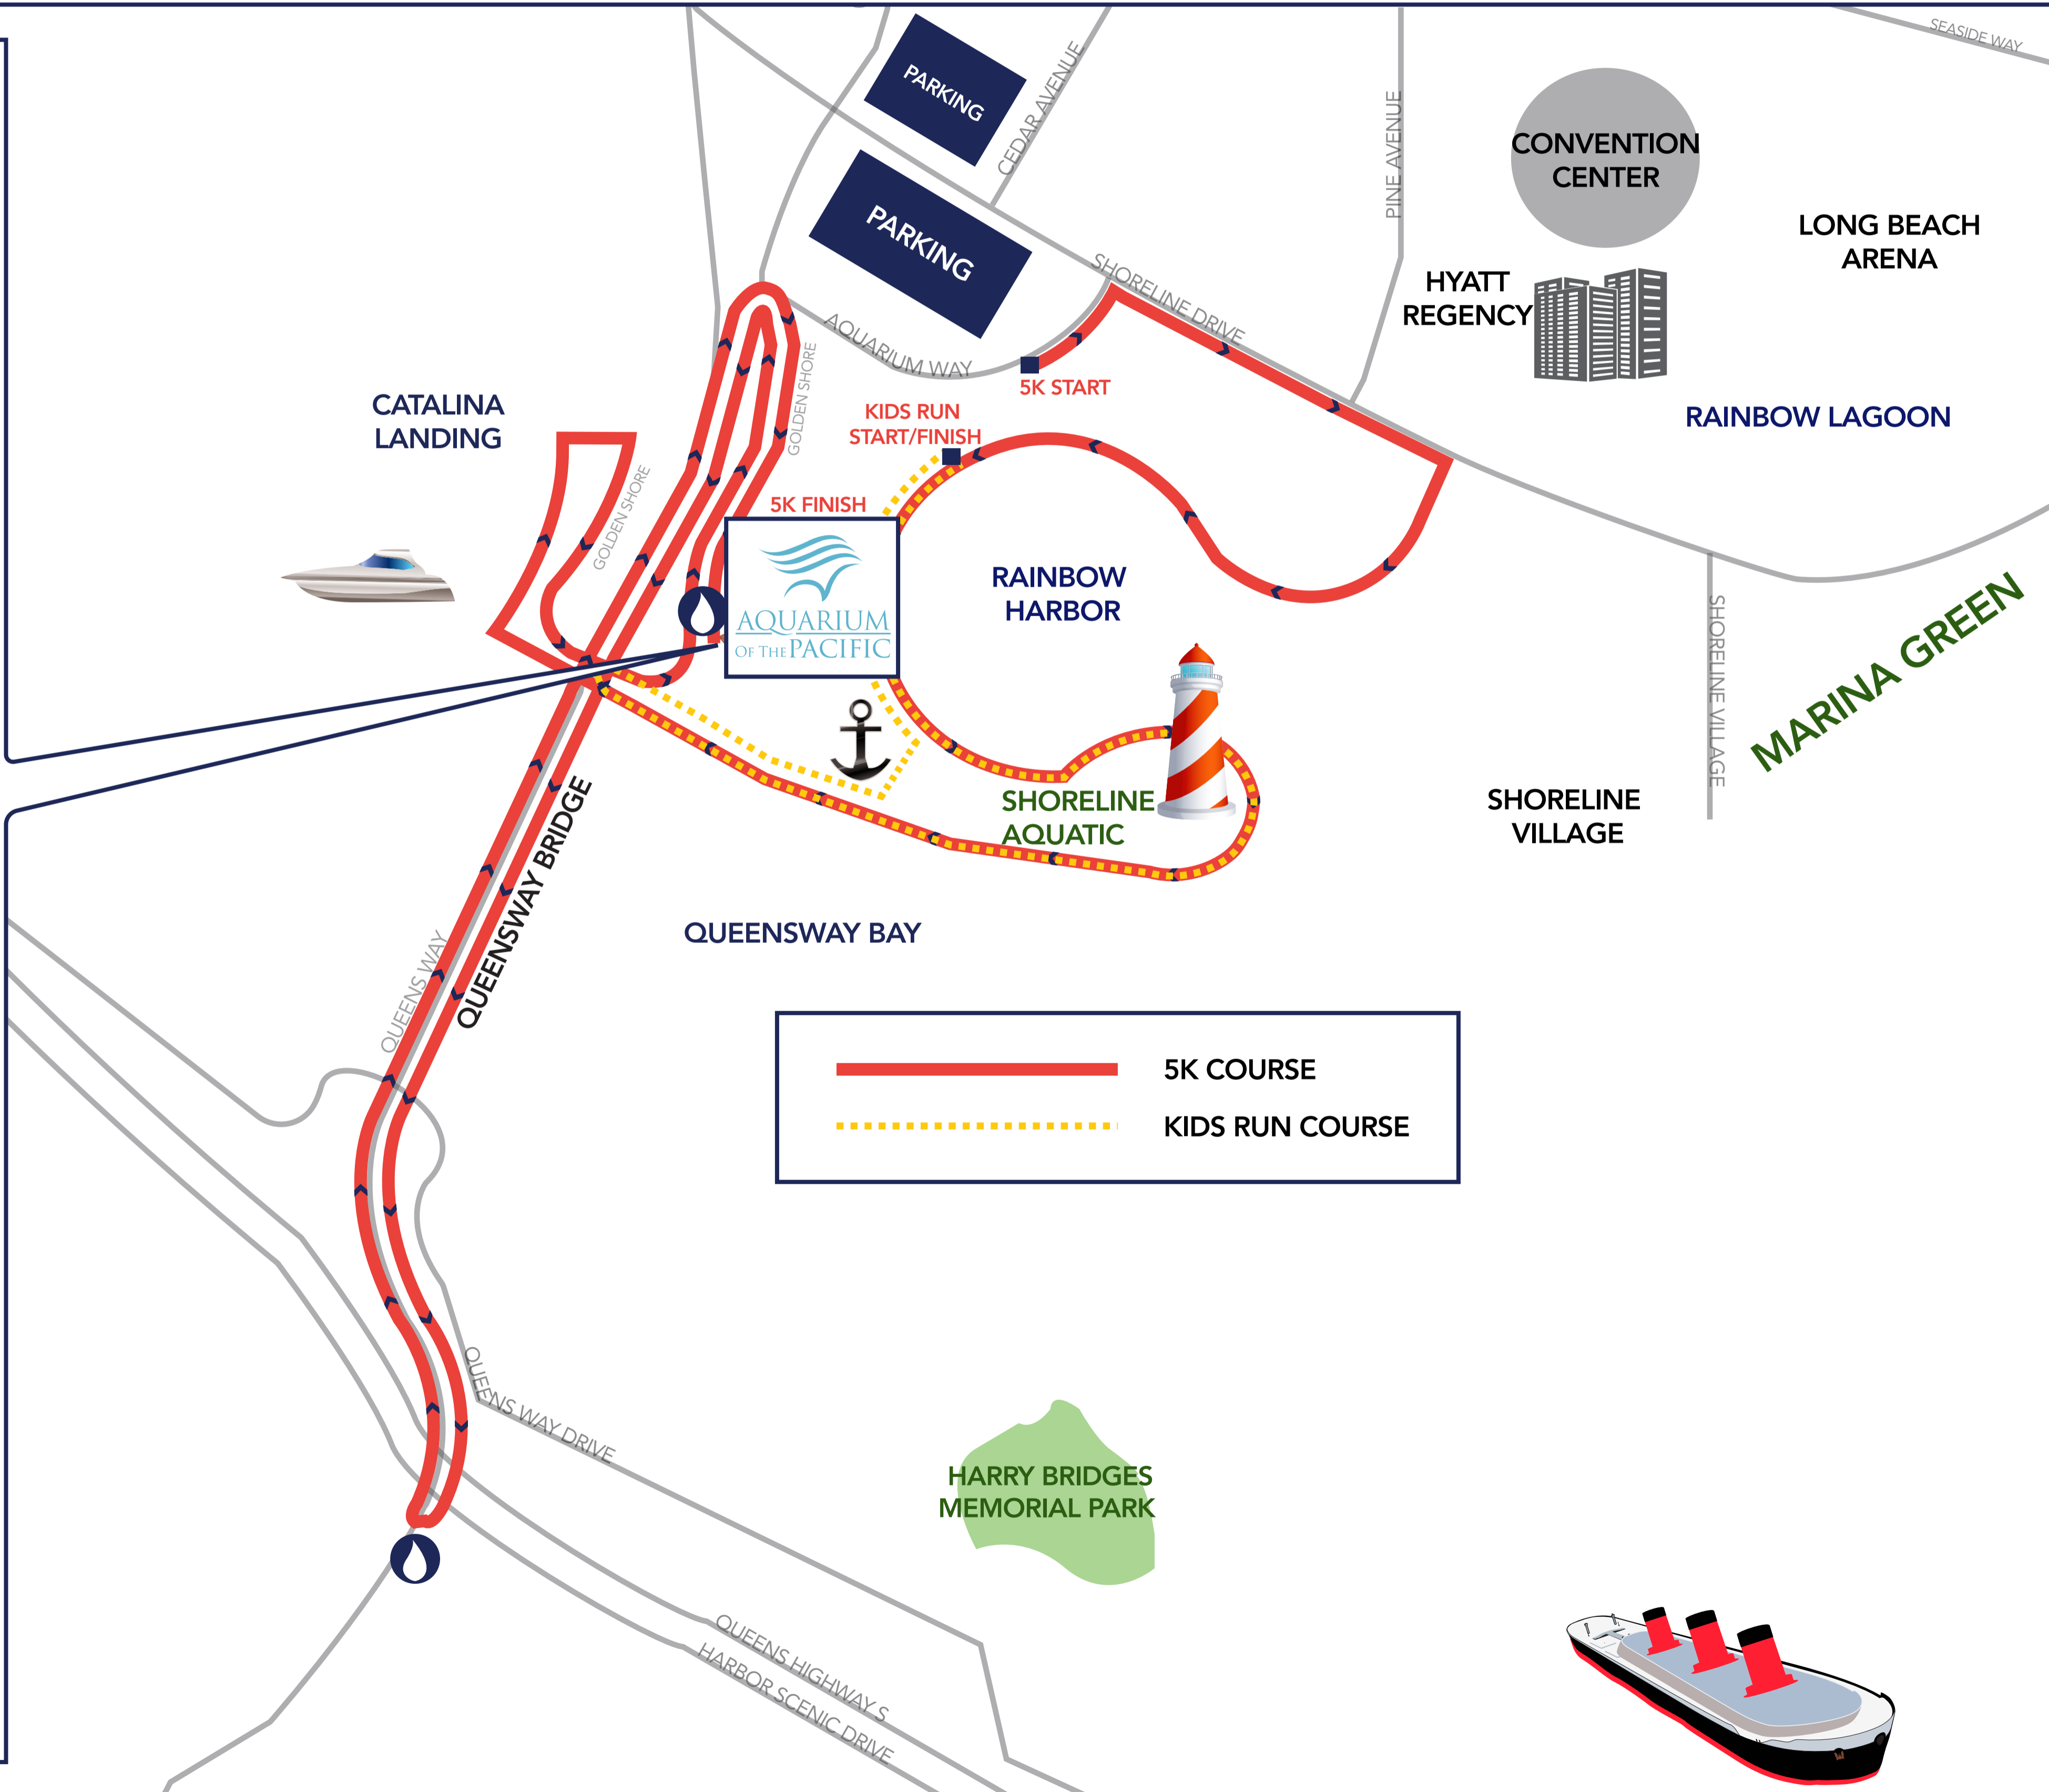 SEASIDE WAY
PARKING
CEDAR AVENUE
PINE AVENUE
CONVENTION
CENTER
PARKING
LONG BEACH
ARENA
SHORELINE DRIVE
HYATT
REGENCY
AQUARIUM WAY
5K START
GOLDEN SHORE
CATALINA
LANDING
KIDS RUN
START/FINISH
RAINBOW LAGOON
GOLDEN SHORE
5K FINISH
AQUARIUM
OF THE PACIFIC
RAINBOW
HARBOR
SHORELINE VILLAGE
MARINA GREEN
SHORELINE
AQUATIC
SHORELINE
VILLAGE
QUEENSWAY BRIDGE
QUEENS WAY
QUEENSWAY BAY
5K COURSE
KIDS RUN COURSE
QUEENS WAY DRIVE
HARRY BRIDGES
MEMORIAL PARK
QUEENS HIGHWAY S
HARBOR SCENIC DRIVE